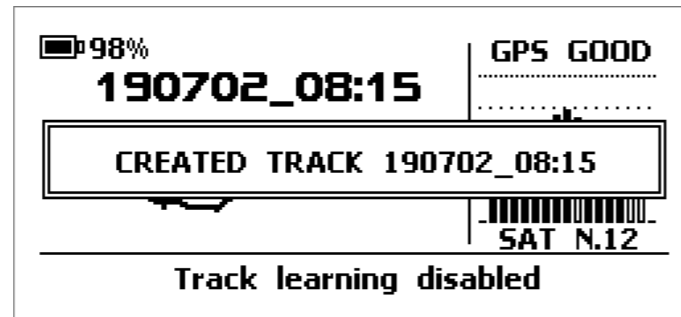 98%
GPS GOOD
190702_08:15
CREATED TRACK 190702_08:15
SAT N.12
Track learning disabled